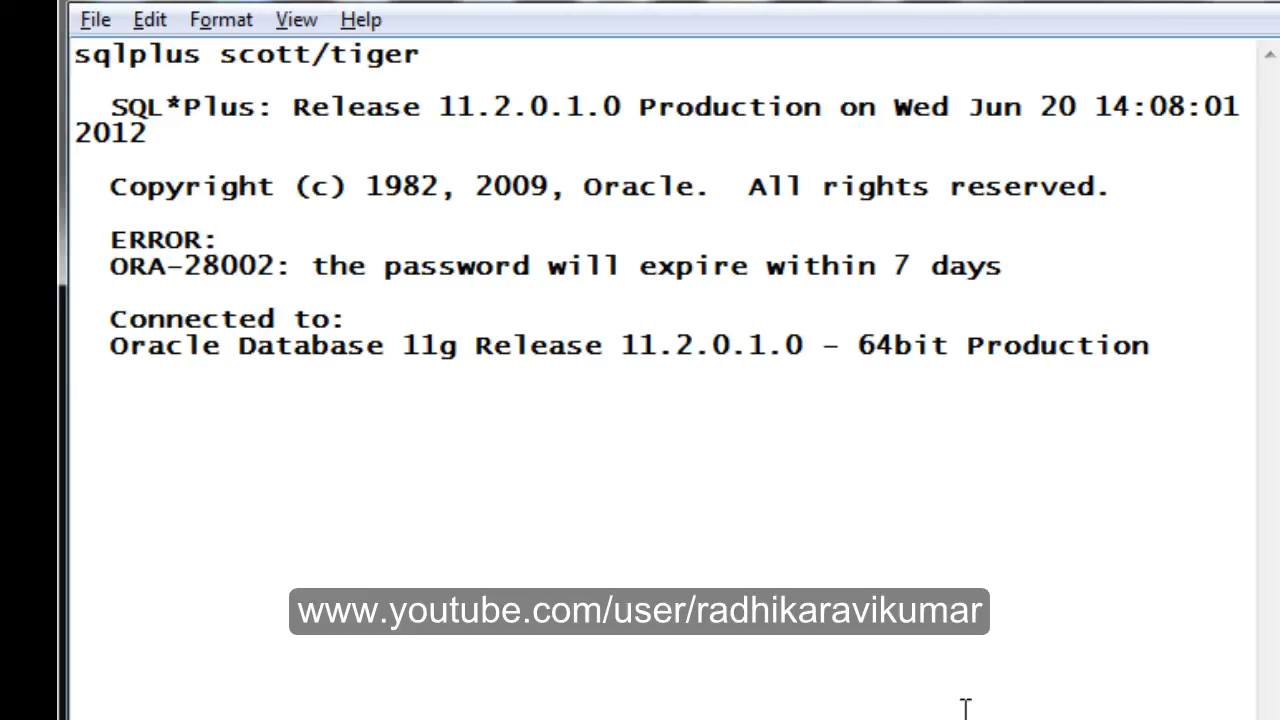 File Edit Format View Help
sqlplus scott/tiger
SQL*Plus: Release 11.2.0.1.0 Production on Wed Jun 20 14:08:01
2012
Copyright (c) 1982, 2009, Oracle.  All rights reserved.
ERROR:
ORA-28002: the password will expire within 7 days
Connected to:
Oracle Database 11g Release 11.2.0.1.0 - 64bit Production
www.youtube.com/user/radhikaravikumar